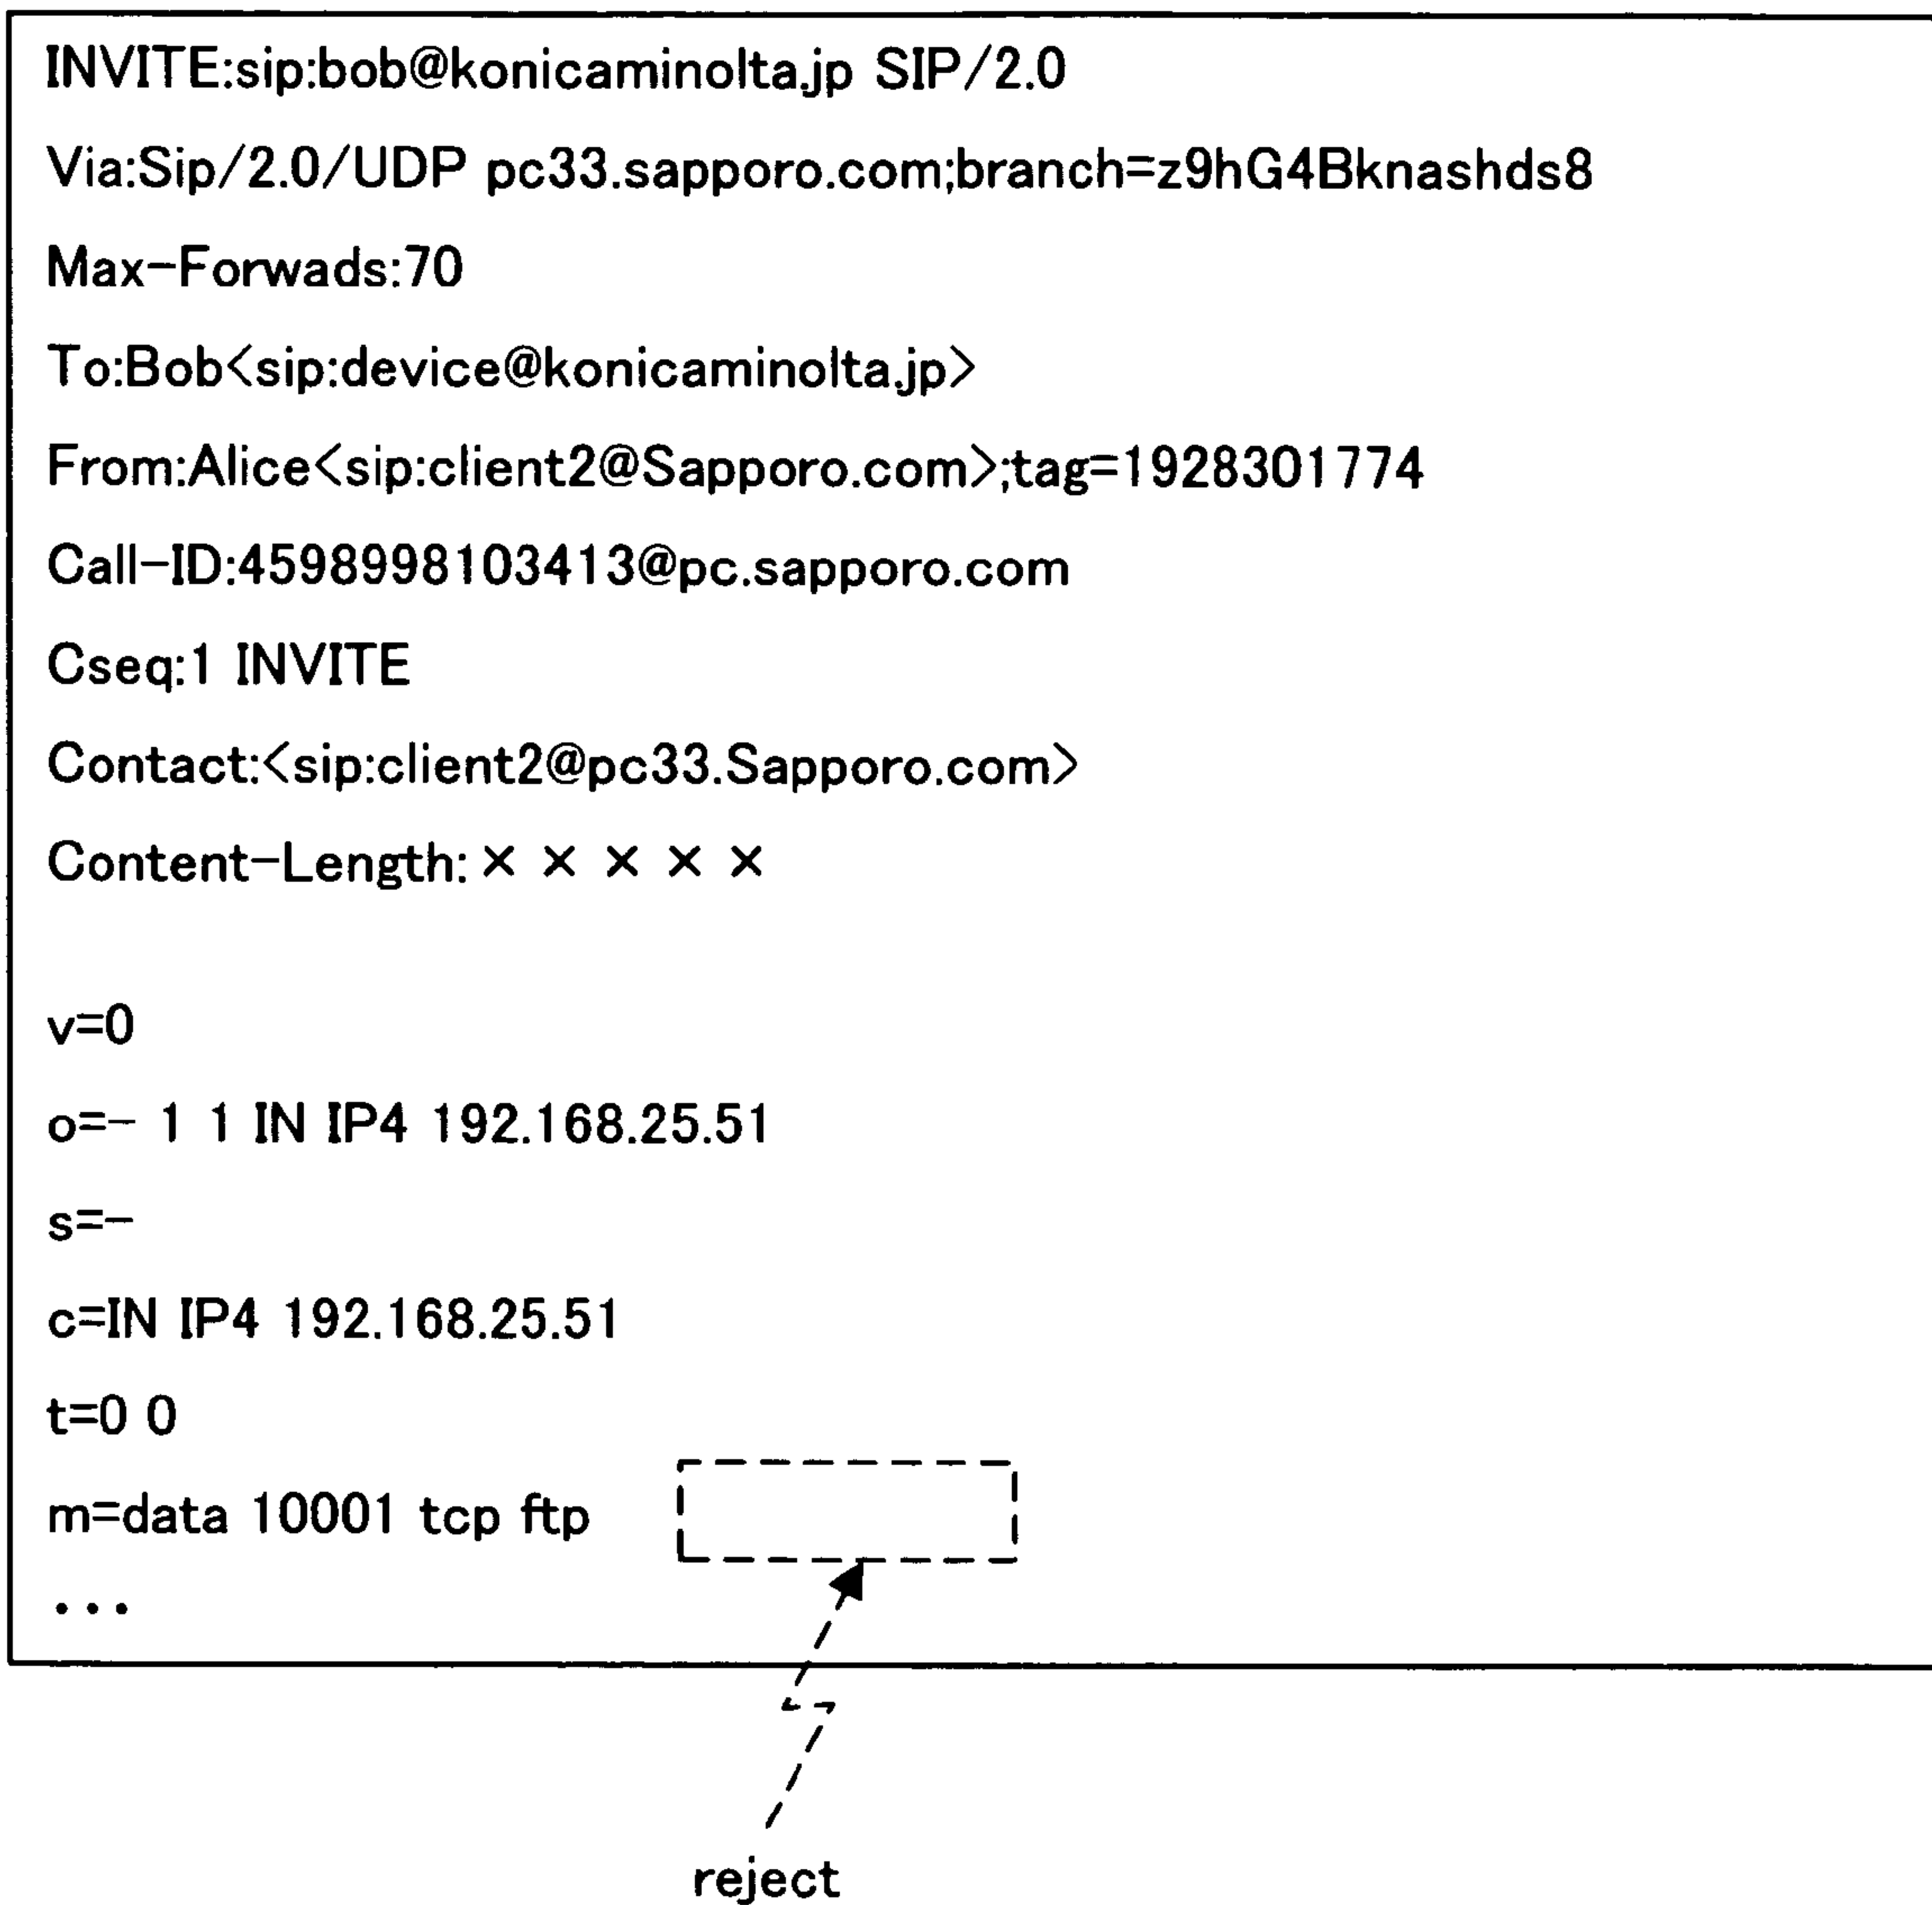 INVITE:sip:bob@konicaminolta.jp SIP/2.0
Via:Sip/2.0/UDP pc33.sapporo.com;branch=z9hG4Bknashds8
Max-Forwads:70
To:Bob<sip:device@konicaminolta.jp>
From:Alice<sip:client2@Sapporo.com>;tag=1928301774
Call-ID:4598998103413@pc.sapporo.com
Cseq:1 INVITE
Contact:<sip:client2@pc33.Sapporo.com>
Content-Length:× × × × ×
v=0
o=- 1 1 IN IP4 192.168.25.51
s=-
c=IN IP4 192.168.25.51
t=0 0
m=data 10001 tcp ftp
...
reject